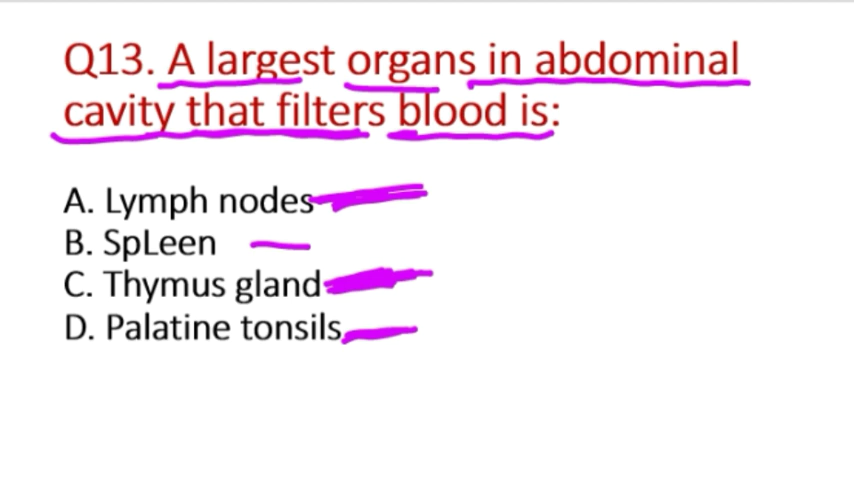 Q13. A largest organs in abdominal
cavity that filters blood is:
A. Lymph nodes
B. SpLeen
C. Thymus gland
D. Palatine tonsils